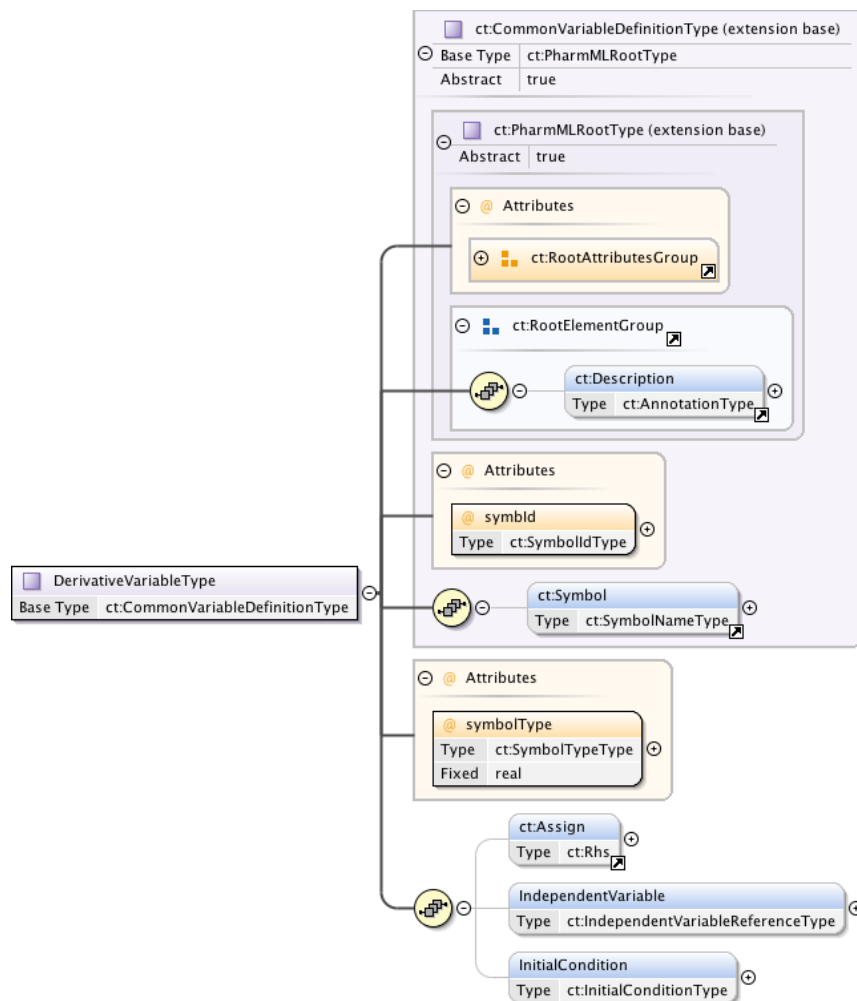 ct:CommonVariableDefinitionType (extension base)
Base Type ct:PharmMLRootType
Abstract true
ct:PharmMLRootType (extension base)
Abstract true
@ Attributes
ct:RootAttributesGroup
ct:RootElementGroup
ct:Description
Type ct:AnnotationType
@ Attributes
@ symbId
Type ct:SymbolIdType
DerivativeVariableType
Base Type ct:CommonVariableDefinitionType
ct:Symbol
Type ct:SymbolNameType
@ Attributes
@ symbolType
Type ct:SymbolTypeType
Fixed real
ct:Assign
Type ct:Rhs
IndependentVariable
Type ct:IndependentVariableReferenceType
InitialCondition
Type ct:InitialConditionType